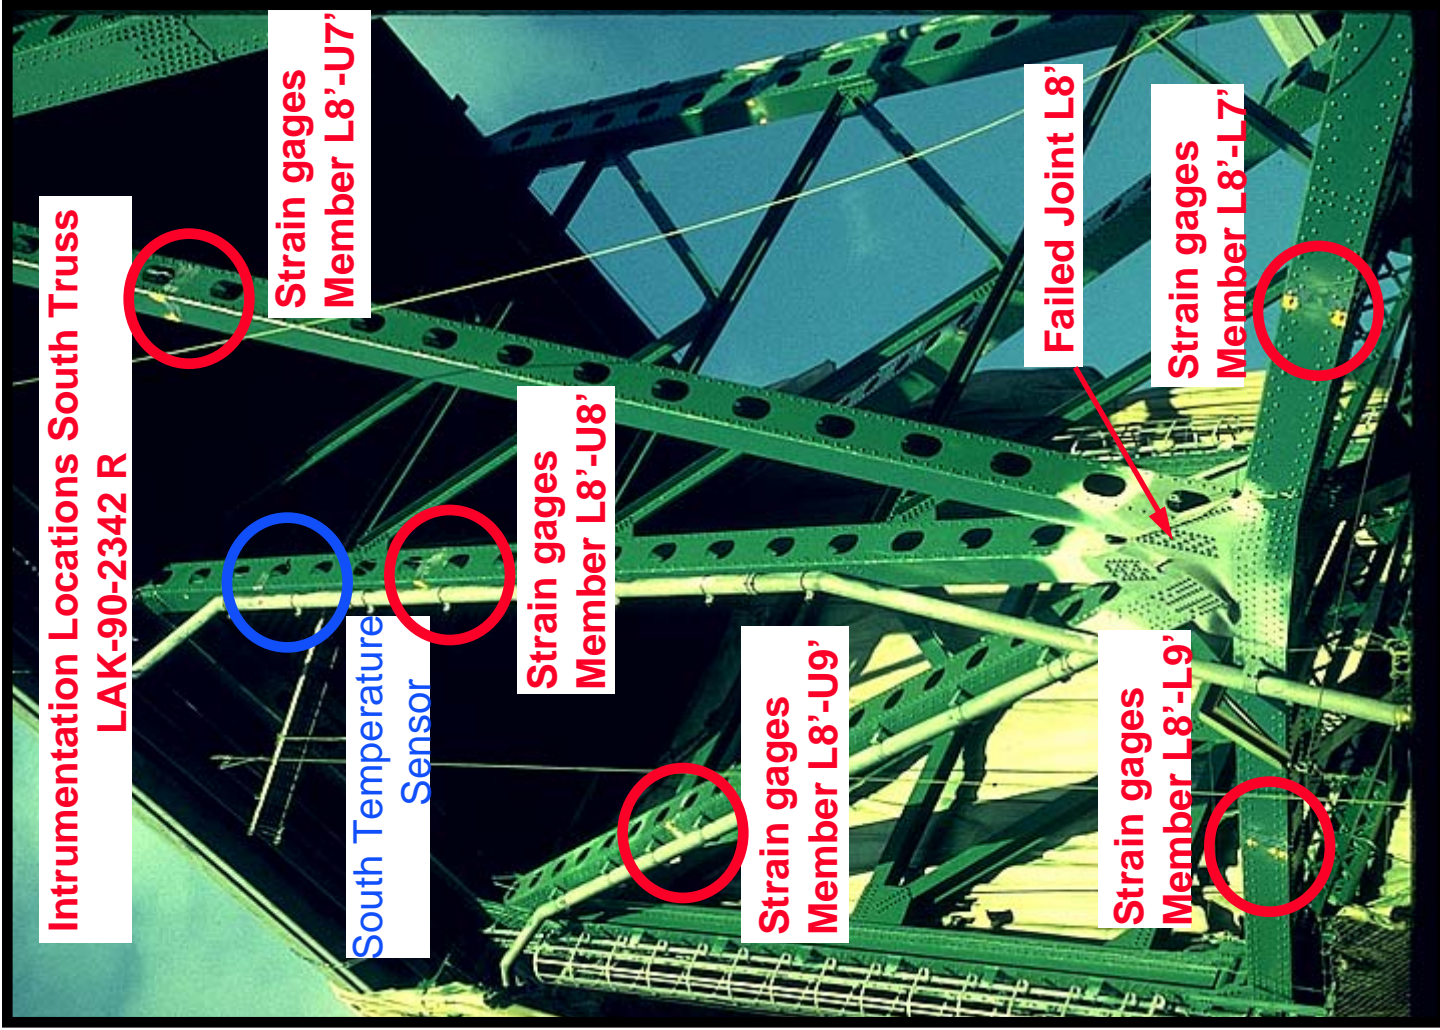 Intrumentation Locations South Truss
LAK-90-2342 R
Strain gages
Member L8’-U7’
South Temperature
Sensor
Strain gages
Member L8’-U8’
Strain gages
Member L8’-U9’
Failed Joint L8’
Strain gages
Member L8’-L9’
Strain gages
Member L8’-L7’